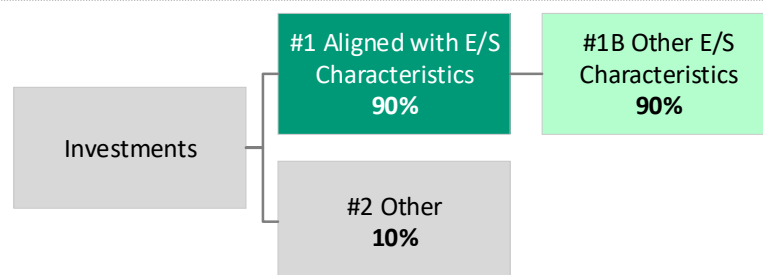 #1 Aligned with E/S
Characteristics
90%
#1B Other E/S
Characteristics
90%
Investments
#2 Other
10%